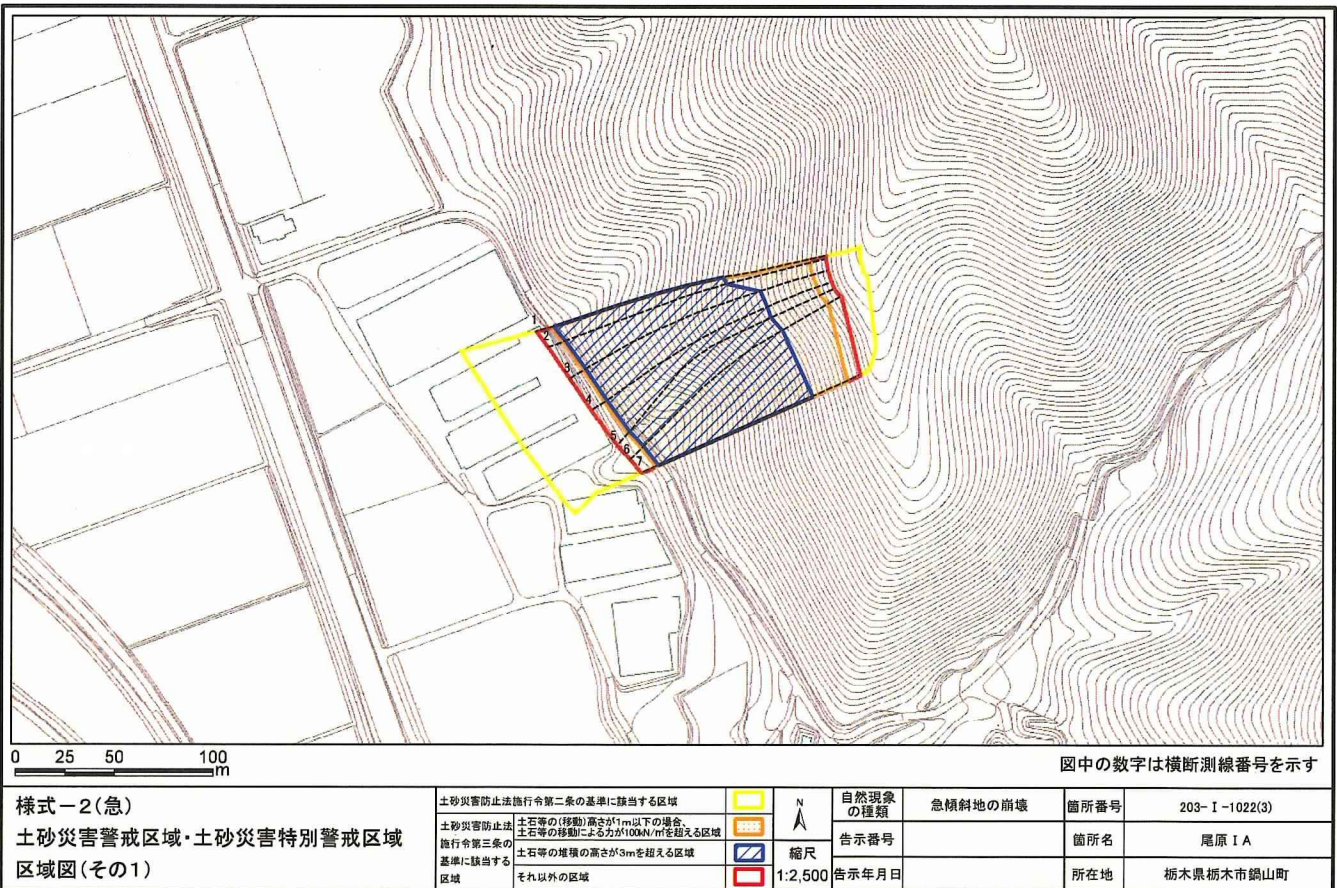 1
2
3
4
5
6
7
0 25 50 100
m
図中の数字は横断測線番号を示す
様式－2(急)
土砂災害警戒区域・土砂災害特別警戒区域
区域図(その1)
土砂災害防止法施行令第二条の基準に該当する区域
土砂災害防止法
施行令第三条の
基準に該当する
区域
土石等の(移動)高さが1m以下の場合、
土石等の移動による力が100kN/㎡を超える区域
土石等の堆積の高さが3mを超える区域
それ以外の区域
N
縮尺
1:2,500
自然現象
の種類
急傾斜地の崩壊
箇所番号
203-Ⅰ-1022(3)
告示番号
箇所名
尾原ⅠA
告示年月日
所在地
栃木県栃木市鍋山町